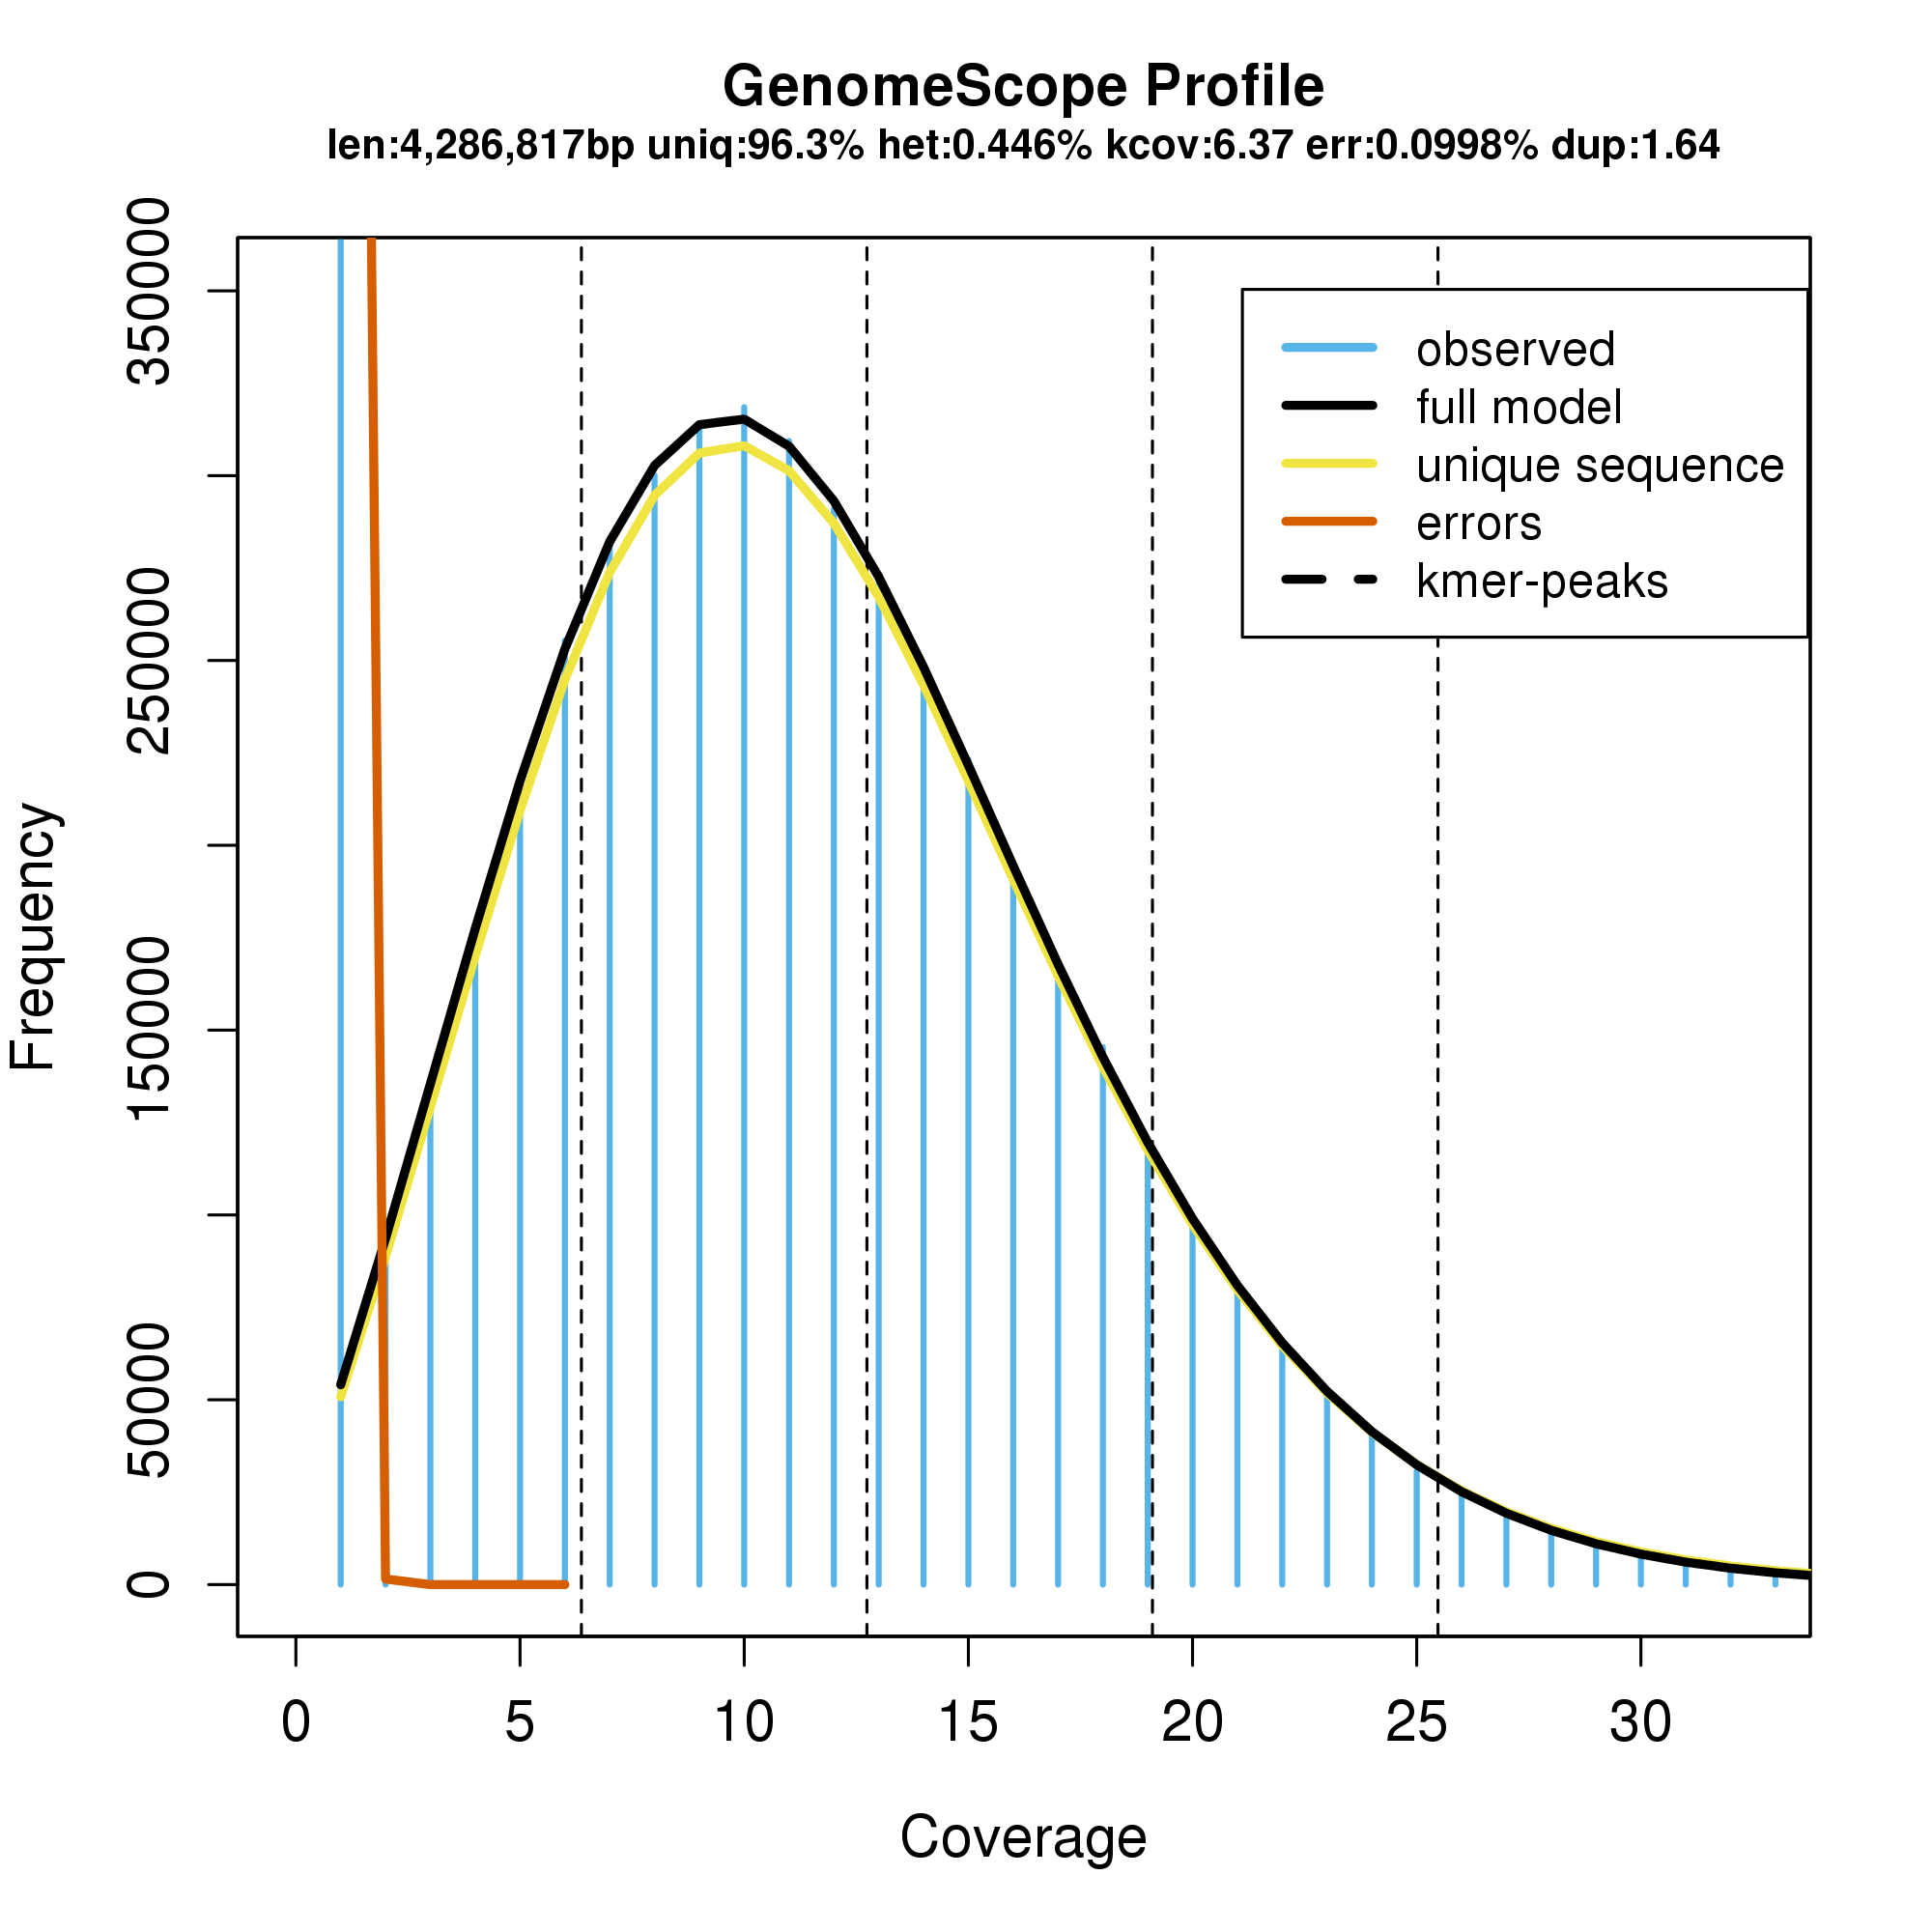 GenomeScope Profile
len:4,286,817bp uniq:96.3% het:0.446% kcov:6.37 err:0.0998% dup:1.64
350000
250000
150000
50000
0
Frequency
observed
full model
unique sequence
errors
kmer-peaks
0 5 10 15 20 25 30
Coverage